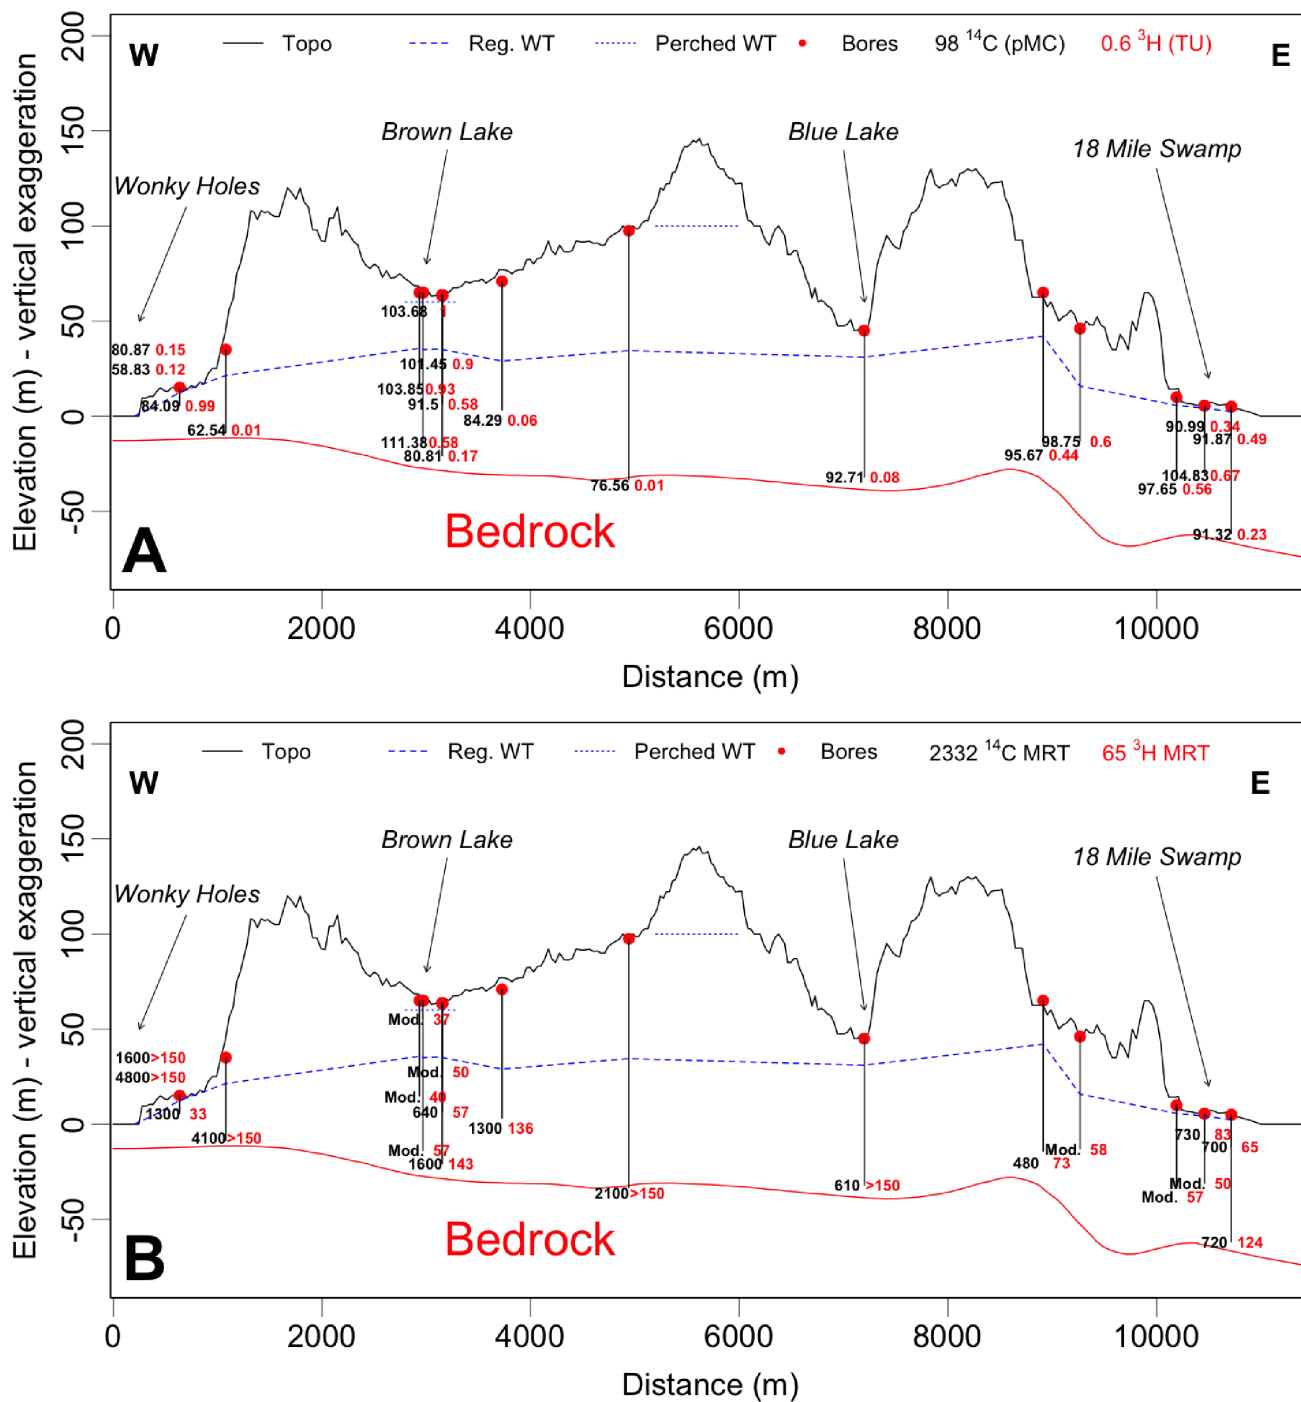 W Topo Reg. WT Perched WT Bores 98 ¹⁴C (pMC) 0.6 ³H (TU) E
Brown Lake
Blue Lake
18 Mile Swamp
Wonky Holes
80.87 0.15
58.83 0.12
84.09 0.99
62.54 0.01
103.68 1
101.45 0.9
103.85 0.93
91.5 0.58
111.38 0.58
80.81 0.17
84.29 0.06
76.56 0.01
92.71 0.08
95.67 0.44
98.75 0.6
90.99 0.34
91.87 0.49
104.83 0.67
97.65 0.56
91.32 0.23
Bedrock
A
200
150
100
50
0
-50
Elevation (m) - vertical exaggeration
0 2000 4000 6000 8000 10000
Distance (m)
W Topo Reg. WT Perched WT Bores 2332 ¹⁴C MRT 65 ³H MRT E
Brown Lake
Blue Lake
18 Mile Swamp
Wonky Holes
1600 >150
4800 >150
1300 33
4100 >150
Mod. 37
Mod. 50
Mod. 40
640 57
Mod. 57
1600 143
1300 136
2100 >150
610 >150
480 73
Mod. 58
730 83
700 65
Mod. 50
Mod. 57
720 124
Bedrock
B
200
150
100
50
0
-50
Elevation (m) - vertical exaggeration
0 2000 4000 6000 8000 10000
Distance (m)